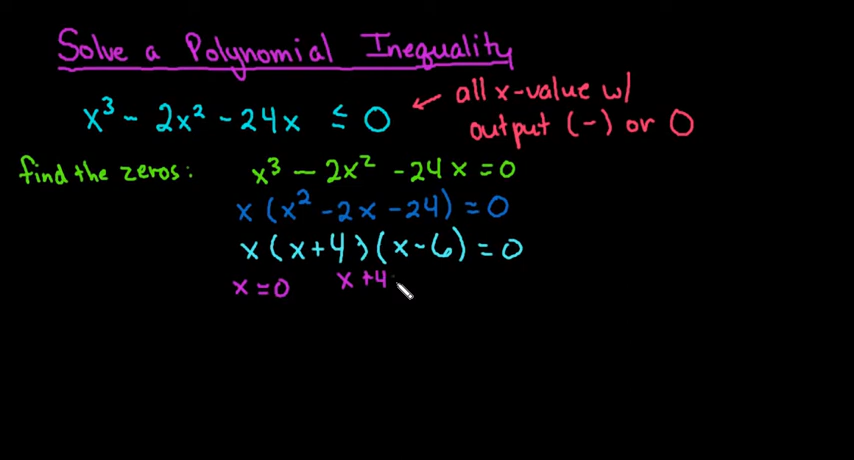 Solve a Polynomial Inequality
x³ - 2x² - 24x ≤ 0
all x-value w/
output (-) or 0
find the zeros: x³ - 2x² - 24x = 0
x (x² - 2x - 24) = 0
x (x + 4) (x - 6) = 0
x = 0 x + 4